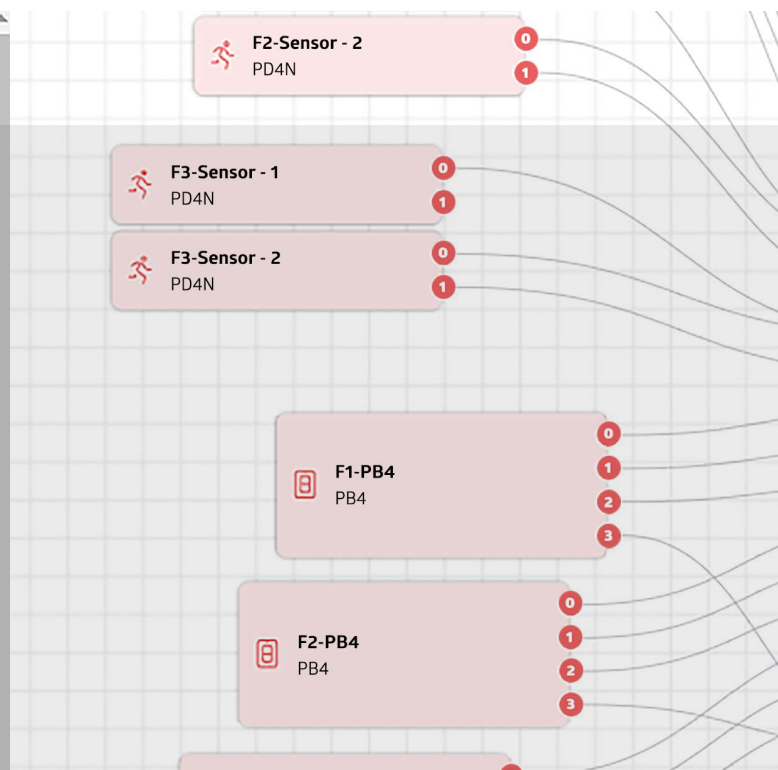 F2-Sensor - 2
PD4N
0
1
F3-Sensor - 1
PD4N
0
1
F3-Sensor - 2
PD4N
0
1
F1-PB4
PB4
0
1
2
3
F2-PB4
PB4
0
1
2
3